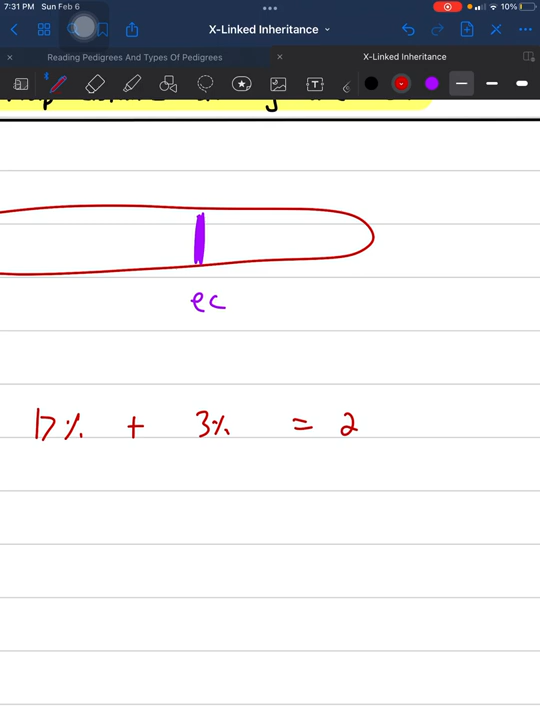 7:31 PM Sun Feb 6
10%
X-Linked Inheritance
Reading Pedigrees And Types Of Pedigrees
X-Linked Inheritance
ec
17% + 3% = 2